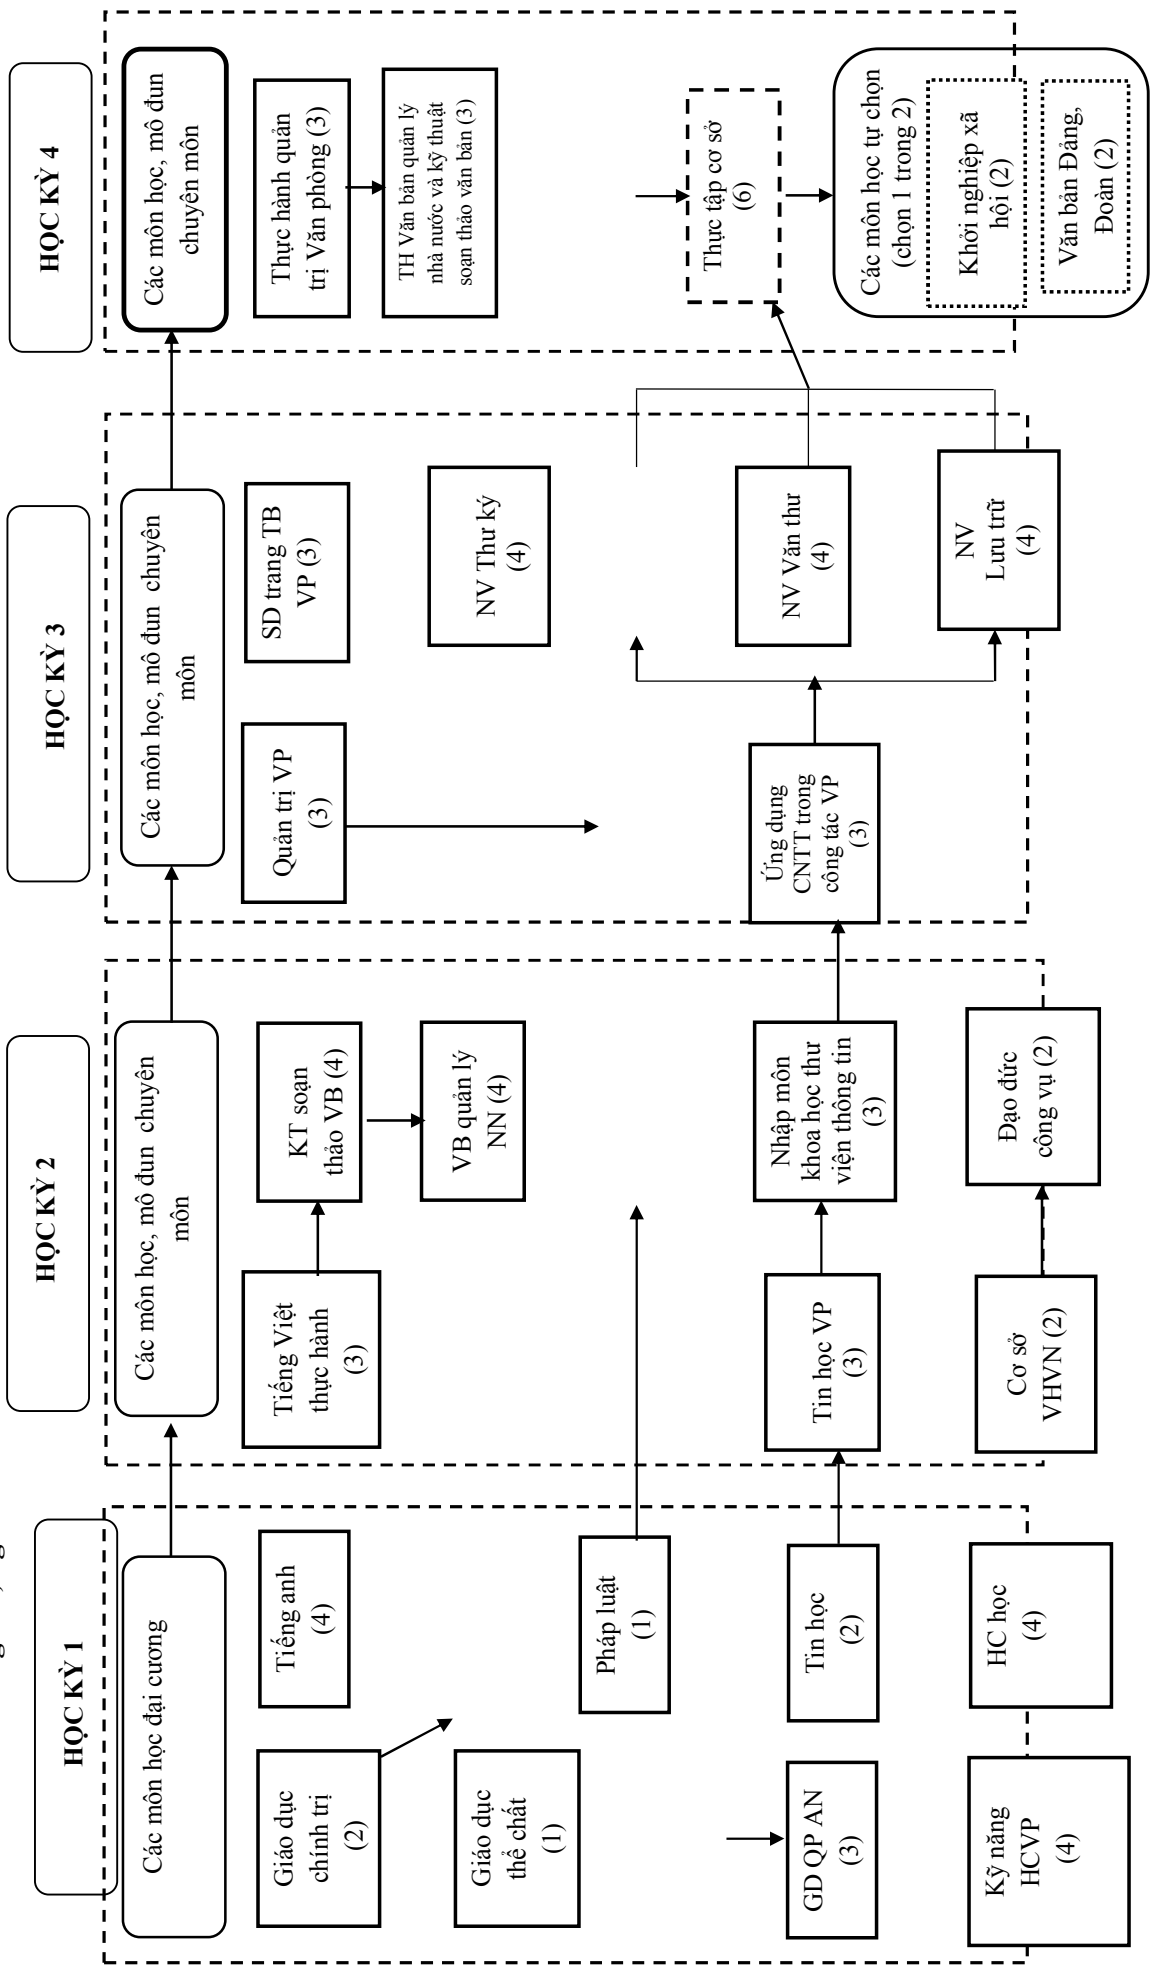 HỌC KỲ 1
Các môn học đại cương
Giáo dục
chính trị
(2)
Tiếng anh
(4)
Giáo dục
thể chất
(1)
Pháp luật
(1)
GD QP AN
(3)
Tin học
(2)
Kỹ năng
HCVP
(4)
HC học
(4)
HỌC KỲ 2
Các môn học, mô đun chuyên
môn
Tiếng Việt
thực hành
(3)
KT soạn
thảo VB (4)
VB quản lý
NN (4)
Tin học VP
(3)
Nhập môn
khoa học thư
viện thông tin
(3)
Cơ sở
VHVN (2)
Đạo đức
công vụ (2)
HỌC KỲ 3
Các môn học, mô đun chuyên
môn
Quản trị VP
(3)
SD trang TB
VP (3)
NV Thư ký
(4)
Ứng dụng
CNTT trong
công tác VP
(3)
NV Văn thư
(4)
NV
Lưu trữ
(4)
HỌC KỲ 4
Các môn học, mô đun
chuyên môn
Thực hành quản
trị Văn phòng (3)
TH Văn bản quản lý
nhà nước và kỹ thuật
soạn thảo văn bản (3)
Thực tập cơ sở
(6)
Các môn học tự chọn
(chọn 1 trong 2)
Khởi nghiệp xã
hội (2)
Văn bản Đảng,
Đoàn (2)